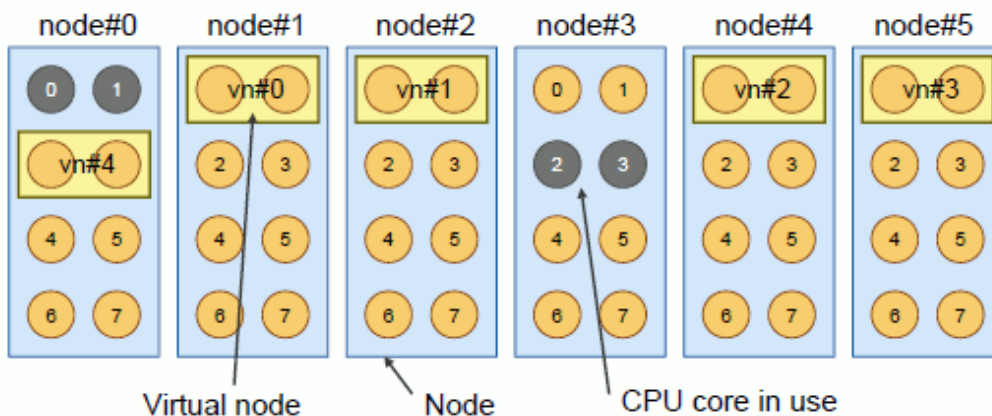 node#0 node#1 node#2 node#3 node#4 node#5
0 1 vn#0 vn#1 0 1 vn#2 vn#3
vn#4 2 3 2 3 2 3 2 3 2 3
4 5 4 5 4 5 4 5 4 5 4 5
6 7 6 7 6 7 6 7 6 7 6 7
Virtual node Node CPU core in use